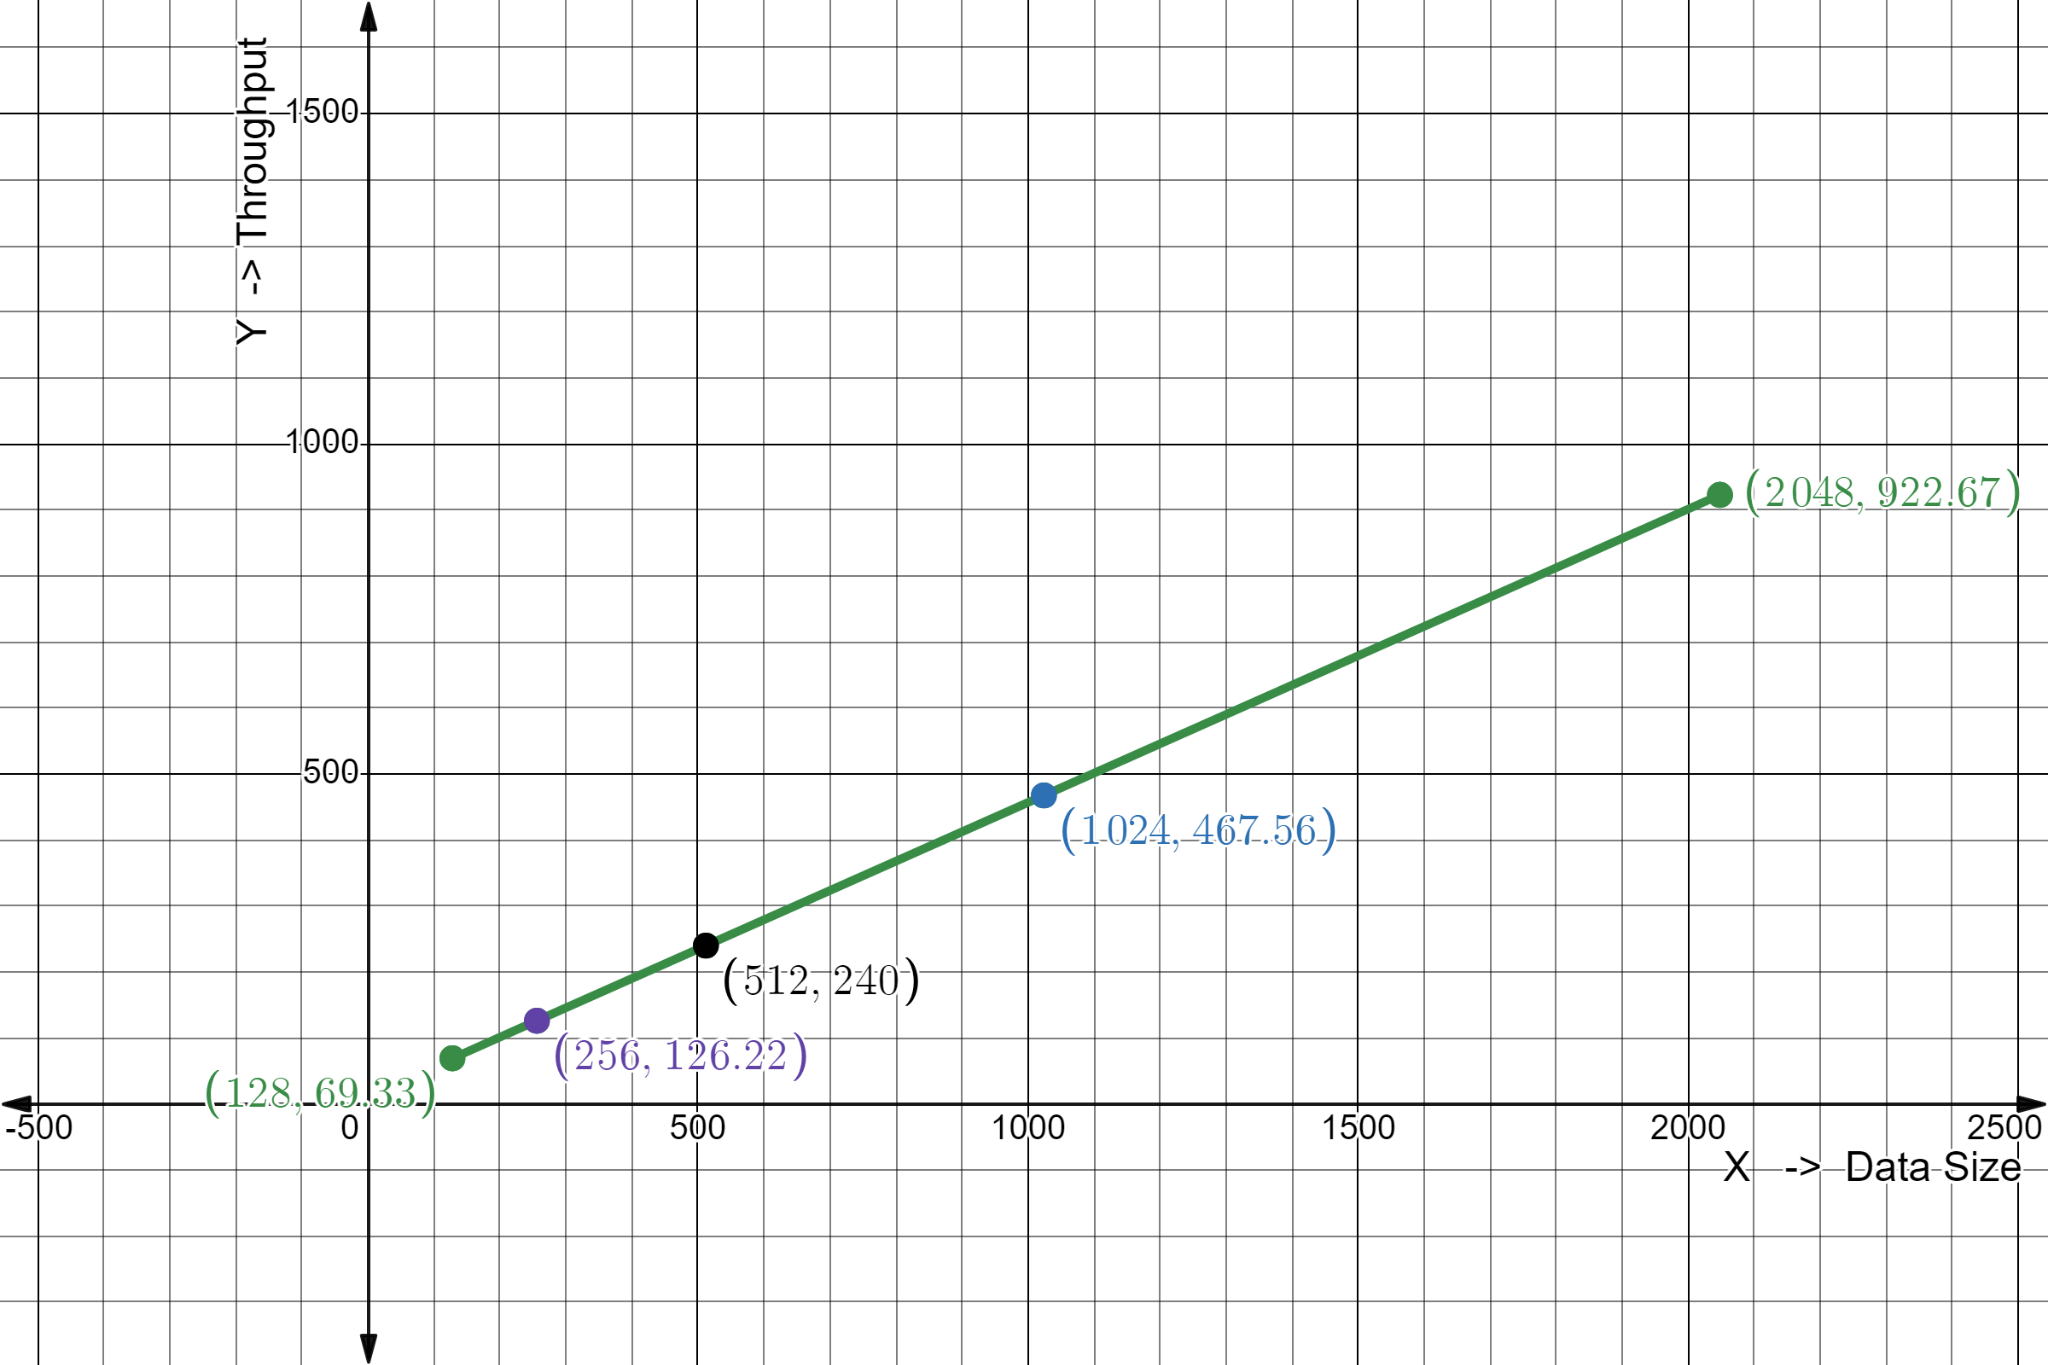 Y -> Throughput
1500
1000
(2048, 922.67)
500
(1024, 467.56)
(512, 240)
(256, 126.22)
(128, 69.33)
-500 0 500 1000 1500 2000 2500
X -> Data Size